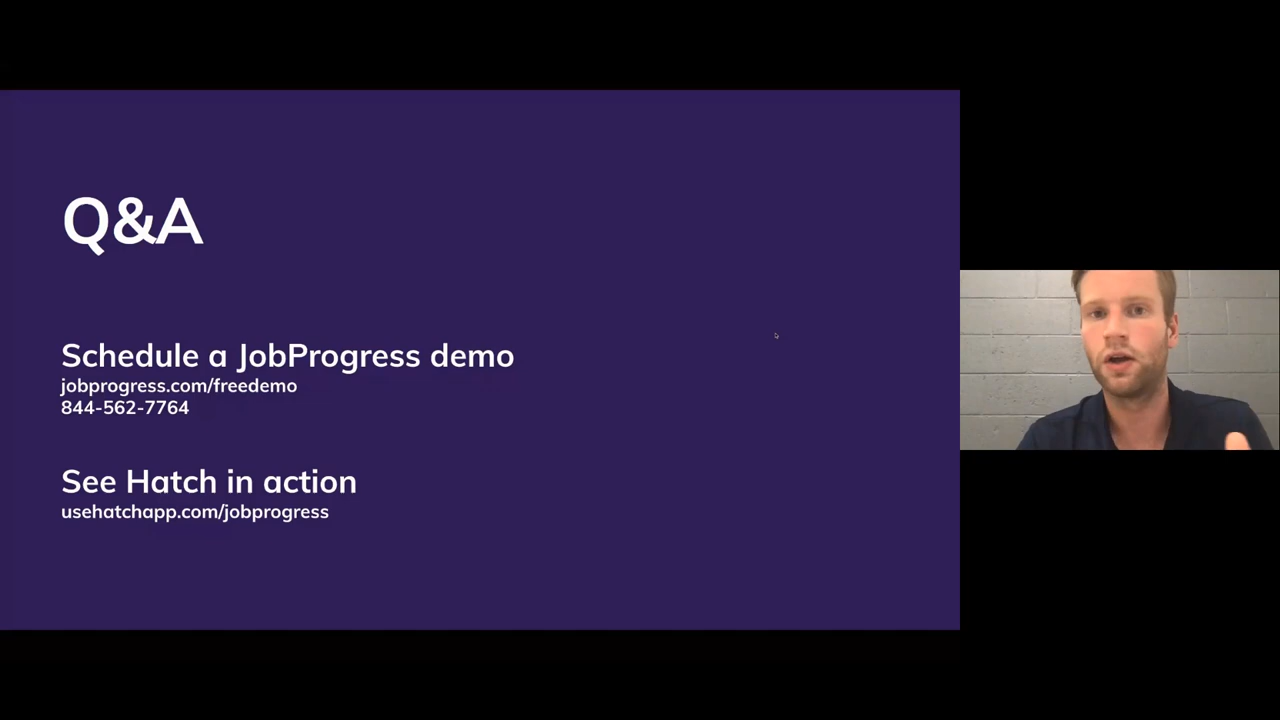 Q&A
Schedule a JobProgress demo
jobprogress.com/freedemo
844-562-7764
See Hatch in action
usehatchapp.com/jobprogress